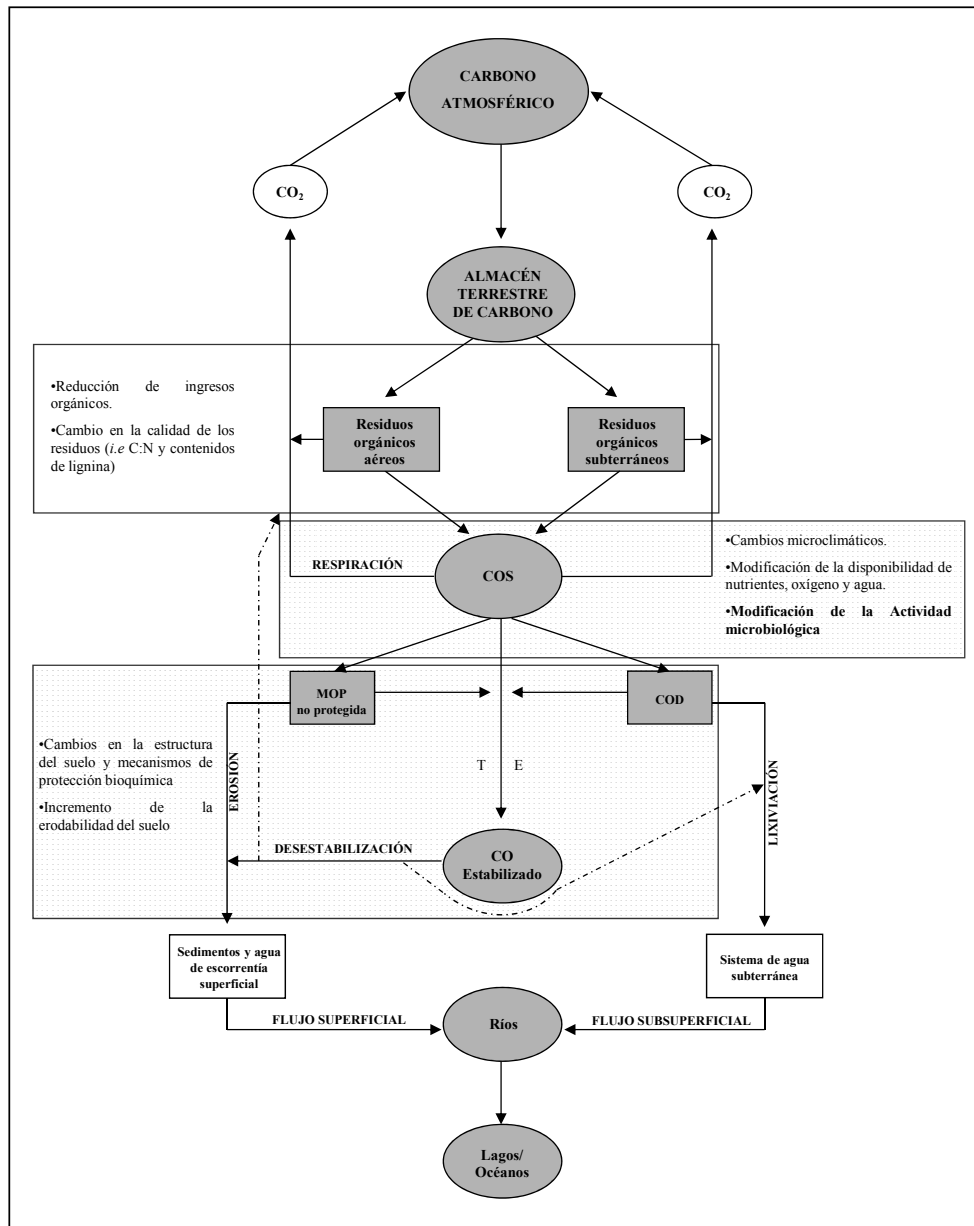 CARBONO
ATMOSFÉRICO
CO₂
CO₂
ALMACÉN
TERRESTRE
DE CARBONO
•Reducción de ingresos
orgánicos.
•Cambio en la calidad de los
residuos (i.e C:N y contenidos
de lignina)
Residuos
orgánicos
aéreos
Residuos
orgánicos
subterráneos
RESPIRACIÓN
COS
•Cambios microclimáticos.
•Modificación de la disponibilidad de
nutrientes, oxígeno y agua.
•Modificación de la Actividad
microbiológica
MOP
no protegida
COD
•Cambios en la estructura
del suelo y mecanismos de
protección bioquímica
•Incremento de la
erodabilidad del suelo
EROSIÓN
T E
LIXIVIACIÓN
DESESTABILIZACIÓN
CO
Estabilizado
Sedimentos y agua
de escorrentía
superficial
Sistema de agua
subterránea
FLUJO SUPERFICIAL
Ríos
FLUJO SUBSUPERFICIAL
Lagos/
Océanos